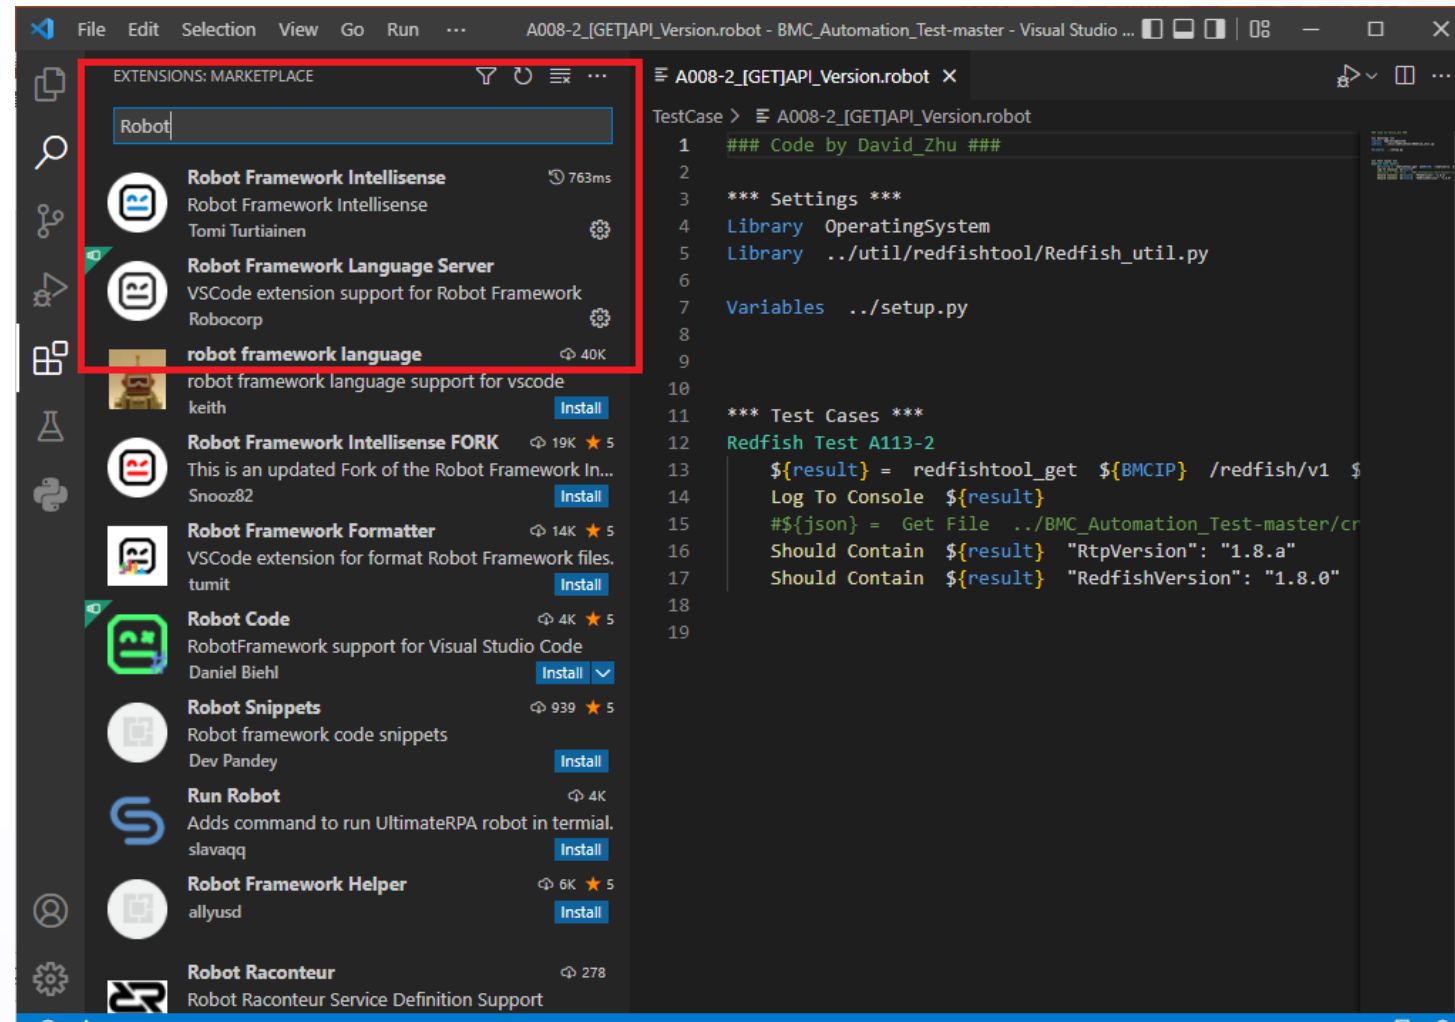 File Edit Selection View Go Run ··· A008-2_[GET]API_Version.robot - BMC_Automation_Test-master - Visual Studio ...
EXTENSIONS: MARKETPLACE
Robot
Robot Framework Intellisense 763ms
Robot Framework Intellisense
Tomi Turtiainen
Robot Framework Language Server
VSCode extension support for Robot Framework
Robocorp
robot framework language 40K
robot framework language support for vscode
keith Install
Robot Framework Intellisense FORK 19K ★ 5
This is an updated Fork of the Robot Framework In...
Snooz82 Install
Robot Framework Formatter 14K ★ 5
VSCode extension for format Robot Framework files.
tumit Install
Robot Code 4K ★ 5
RobotFramework support for Visual Studio Code
Daniel Biehl Install
Robot Snippets 939 ★ 5
Robot framework code snippets
Dev Pandey Install
Run Robot 4K
Adds command to run UltimateRPA robot in termial.
slavaqq Install
Robot Framework Helper 6K ★ 5
allyusd Install
Robot Raconteur 278
Robot Raconteur Service Definition Support
A008-2_[GET]API_Version.robot
TestCase > A008-2_[GET]API_Version.robot
1 ### Code by David_Zhu ###
2
3 *** Settings ***
4 Library OperatingSystem
5 Library ../util/redfishtool/Redfish_util.py
6
7 Variables ../setup.py
8
9
10
11 *** Test Cases ***
12 Redfish Test A113-2
13 ${result} = redfishtool_get ${BMCIP} /redfish/v1 $
14 Log To Console ${result}
15 #${json} = Get File ../BMC_Automation_Test-master/cr
16 Should Contain ${result} "RtpVersion": "1.8.a"
17 Should Contain ${result} "RedfishVersion": "1.8.0"
18
19